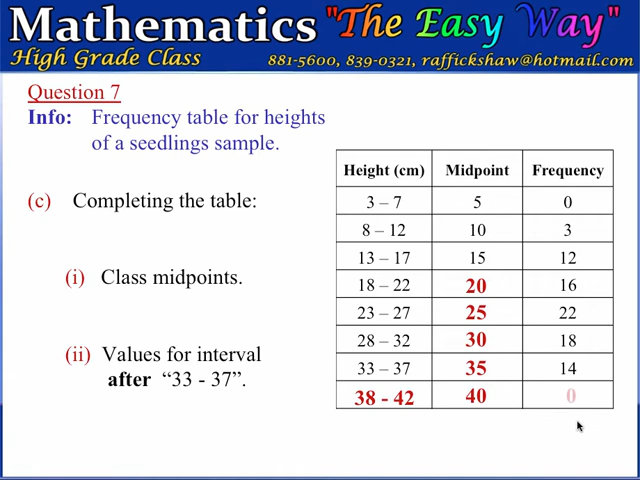 Mathematics "The Easy Way"
High Grade Class 881-5600, 839-0321, raffickshaw@hotmail.com
Question 7
Info: Frequency table for heights
of a seedlings sample.
(c) Completing the table:
(i) Class midpoints.
(ii) Values for interval
after “33 - 37”.
Height (cm) Midpoint Frequency
3 – 7 5 0
8 – 12 10 3
13 – 17 15 12
18 – 22 20 16
23 – 27 25 22
28 – 32 30 18
33 – 37 35 14
38 - 42 40 0